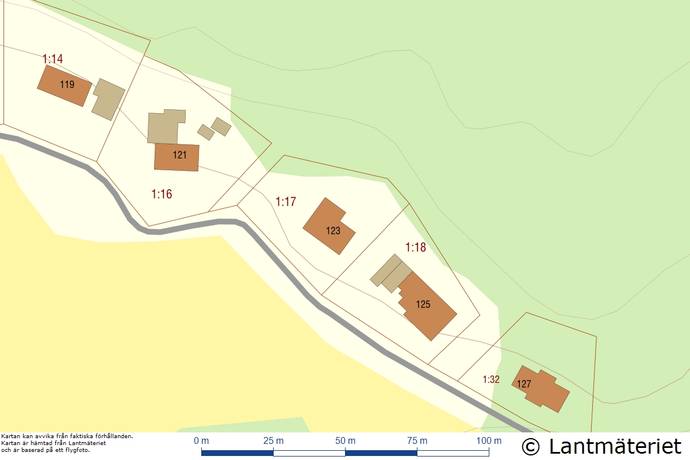 1:14
119
121
1:16
1:17
123
1:18
125
1:32
127
Kartan kan avvika från faktiska förhållanden.
Kartan är hämtad från Lantmäteriet
och är baserad på ett flygfoto.
0 m 25 m 50 m 75 m 100 m
© Lantmäteriet